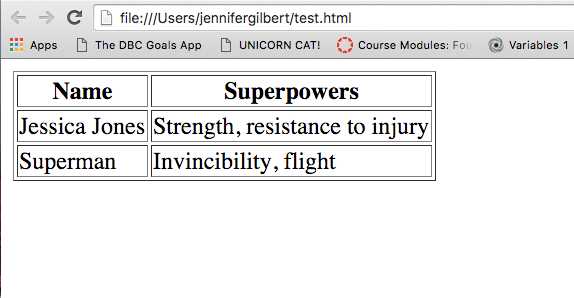 file:///Users/jennifergilbert/test.html
Apps The DBC Goals App UNICORN CAT! Course Modules: Fou Variables 1
Name Superpowers
Jessica Jones Strength, resistance to injury
Superman Invincibility, flight